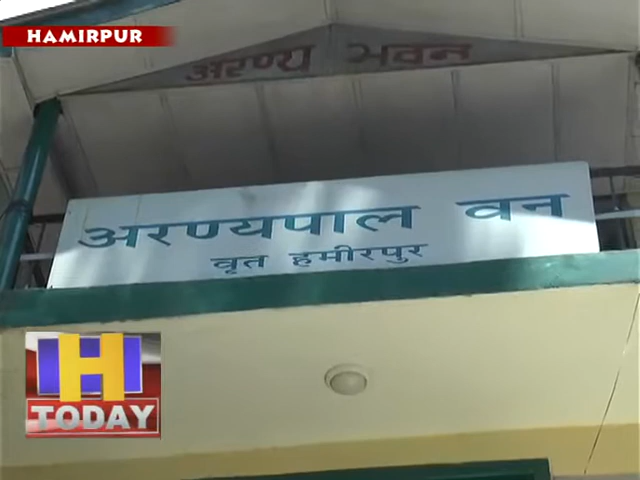 HAMIRPUR
अरण्य भवन
अरण्यपाल वन
वृत हमीरपुर
H
TODAY